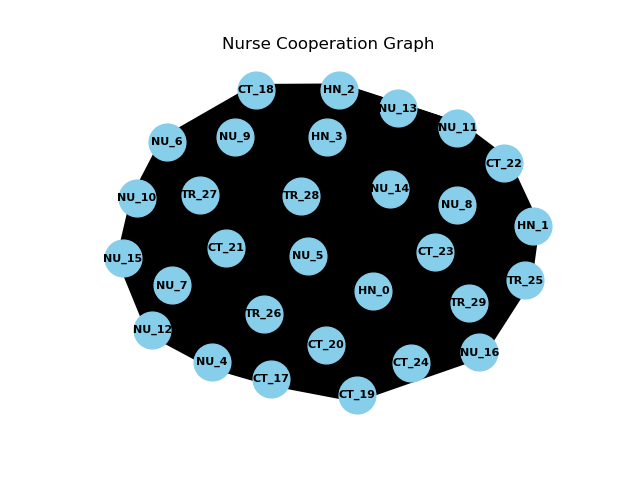 Nurse Cooperation Graph
CT_18
HN_2
NU_13
NU_11
NU_6
NU_9
HN_3
CT_22
NU_10
TR_27
TR_28
NU_14
NU_8
HN_1
NU_15
CT_21
NU_5
CT_23
TR_25
NU_7
HN_0
TR_29
TR_26
NU_12
CT_20
NU_16
NU_4
CT_24
CT_17
CT_19